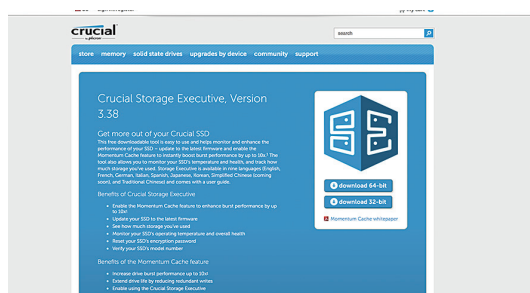 crucial
search
store memory solid state drives upgrades by device community support
Crucial Storage Executive, Version
3.38
Get more out of your Crucial SSD
This free downloadable tool is easy to use and helps monitor and enhance the
performance of your SSD – update to the latest firmware and enable the
Momentum Cache feature to instantly boost burst performance by up to 10x.¹ The
tool also allows you to monitor your SSD's temperature and health, and track how
much storage you've used. Storage Executive is available in nine languages (English,
French, German, Italian, Spanish, Japanese, Korean, Simplified Chinese (coming
soon), and Traditional Chinese) and comes with a user guide.
Benefits of Crucial Storage Executive
Enable the Momentum Cache feature to enhance burst performance by up
to 10x!
Update your SSD to the latest firmware
See how much storage you've used
Monitor your SSD's operating temperature and overall health
Reset your SSD's encryption password
Verify your SSD's model number
Benefits of the Momentum Cache feature
Increase drive burst performance up to 10x!
Extend drive life by reducing redundant writes
Enable using the Crucial Storage Executive
SE
download 64-bit
download 32-bit
Momentum Cache whitepaper